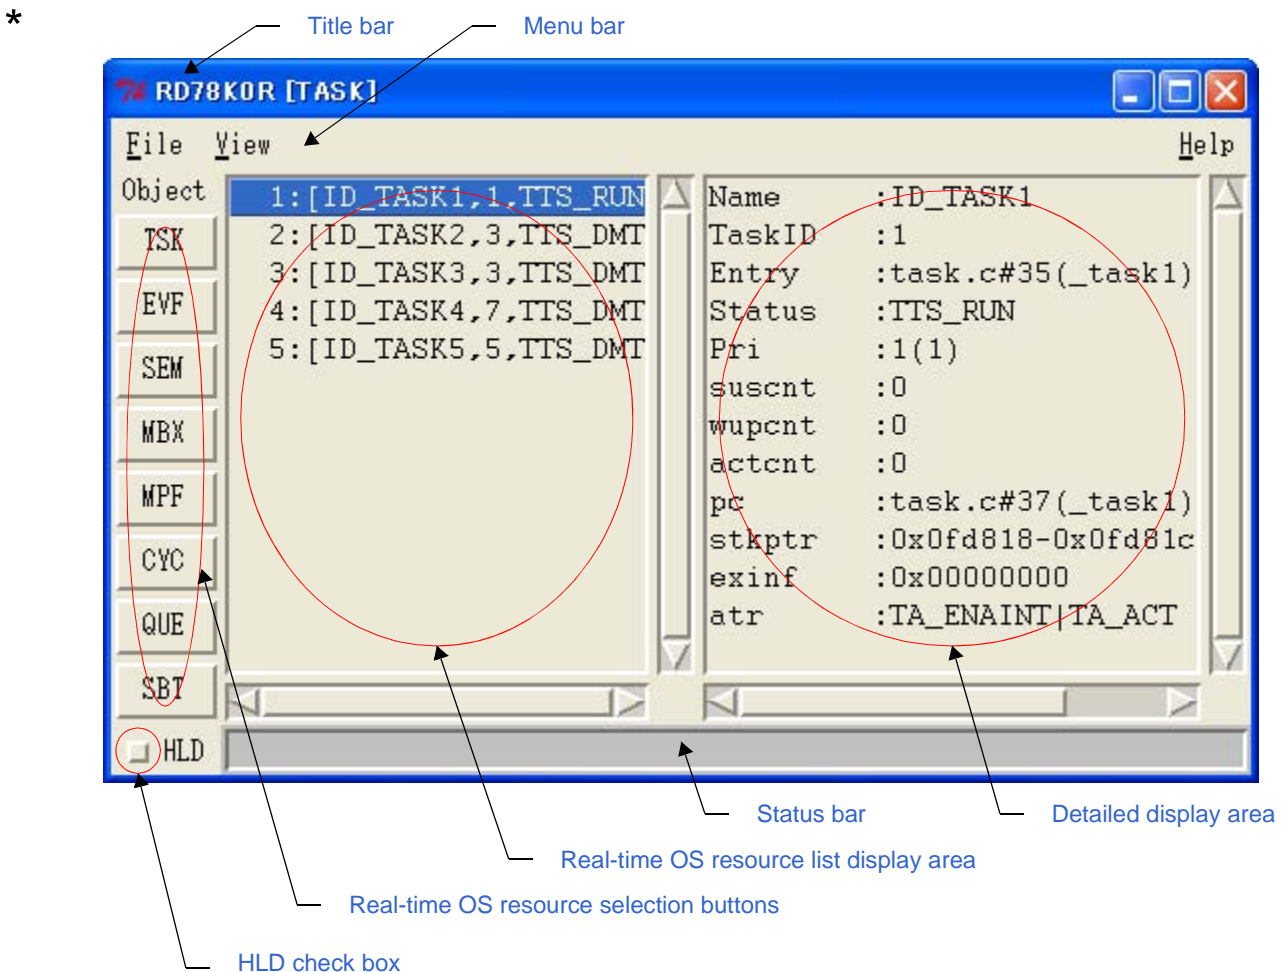 *
Title bar
Menu bar
RD78K0R [TASK]
File View Help
Object
TSK
EVF
SEM
MBX
MPF
CYC
QUE
SBT
HLD
1:[ID_TASK1,1,TTS_RUN
2:[ID_TASK2,3,TTS_DMT
3:[ID_TASK3,3,TTS_DMT
4:[ID_TASK4,7,TTS_DMT
5:[ID_TASK5,5,TTS_DMT
Name :ID_TASK1
TaskID :1
Entry :task.c#35(_task1)
Status :TTS_RUN
Pri :1(1)
suscnt :0
wupcnt :0
actcnt :0
pc :task.c#37(_task1)
stkptr :0x0fd818-0x0fd81c
exinf :0x00000000
atr :TA_ENAINT|TA_ACT
Status bar
Detailed display area
Real-time OS resource list display area
Real-time OS resource selection buttons
HLD check box